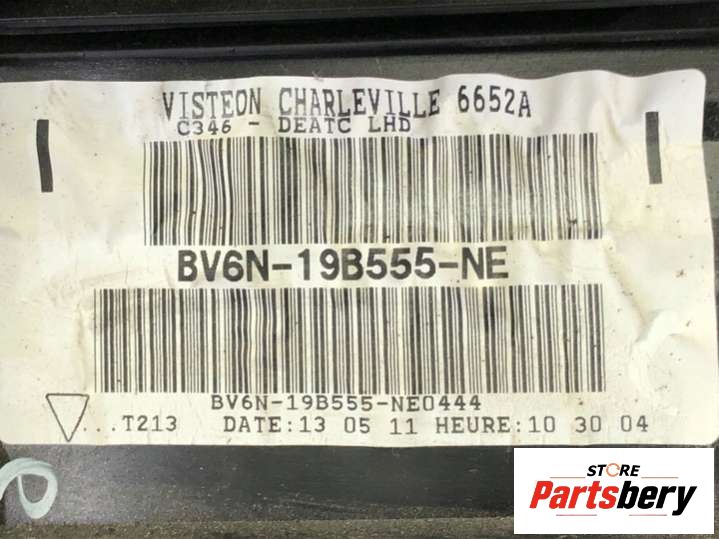 VISTEON CHARLEVILLE 6652A
C346 - DEATC LHD
BV6N-19B555-NE
BV6N-19B555-NE0444
...T213 DATE:13 05 11 HEURE:10 30 04
STORE
Partsbery